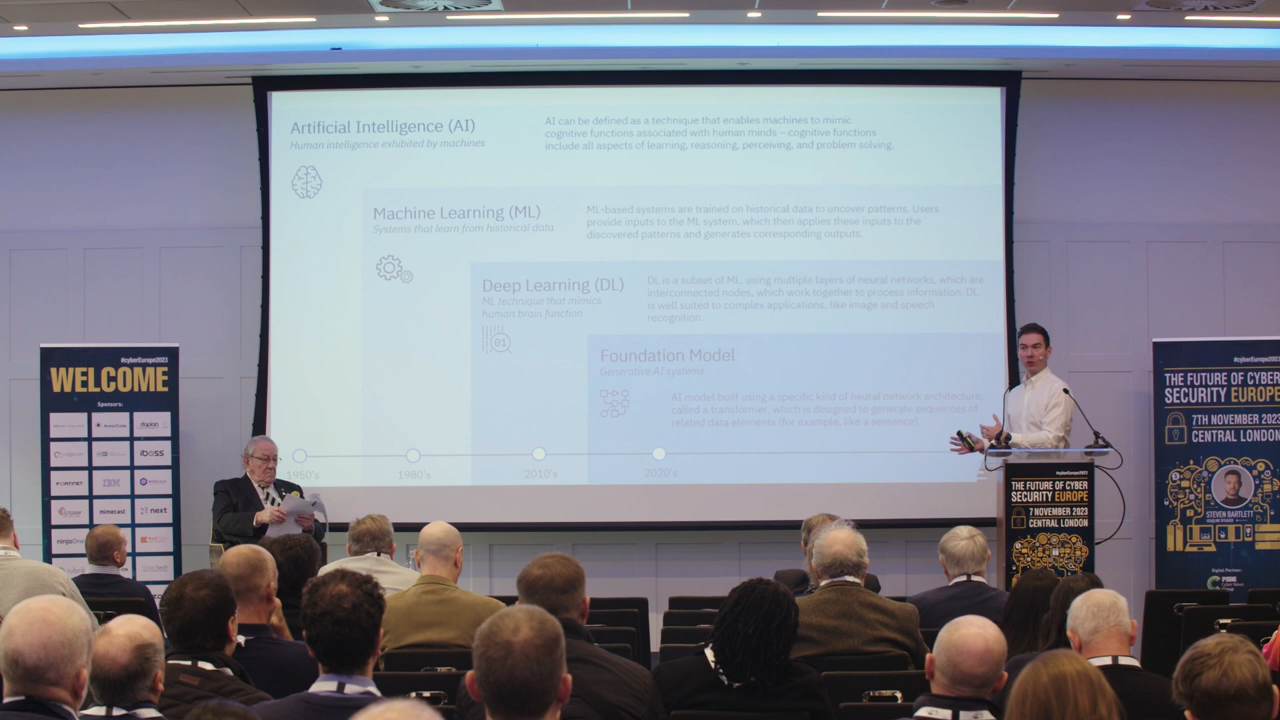 Artificial Intelligence (AI)
Human intelligence exhibited by machines
AI can be defined as a technique that enables machines to mimic
cognitive functions associated with human minds – cognitive functions
include all aspects of learning, reasoning, perceiving, and problem solving.
Machine Learning (ML)
Systems that learn from historical data
ML-based systems are trained on historical data to uncover patterns. Users
provide inputs to the ML system, which then applies these inputs to the
discovered patterns and generates corresponding outputs.
Deep Learning (DL)
ML technique that mimics
human brain function
DL is a subset of ML, using multiple layers of neural networks, which are
interconnected nodes, which work together to process information. DL
is well suited to complex applications, like image and speech
recognition.
01
Foundation Model
Generative AI systems
AI model built using a specific kind of neural network architecture,
called a transformer, which is designed to generate sequences of
related data elements (for example, like a sentence).
1950's
1980's
2010's
2020's
#cyberEurope2023
WELCOME
Sponsors:
iboss
FORTINET
IBM
mimecast
next
ninjaOne
#cyberEurope2023
THE FUTURE OF CYBER
SECURITY EUROPE
7 NOVEMBER 2023
CENTRAL LONDON
#cyberEurope2023
THE FUTURE OF CYBER
SECURITY EUROPE
7TH NOVEMBER 2023
CENTRAL LONDON
STEVEN BARTLETT
HEADLINE SPEAKER
Digital Partner: